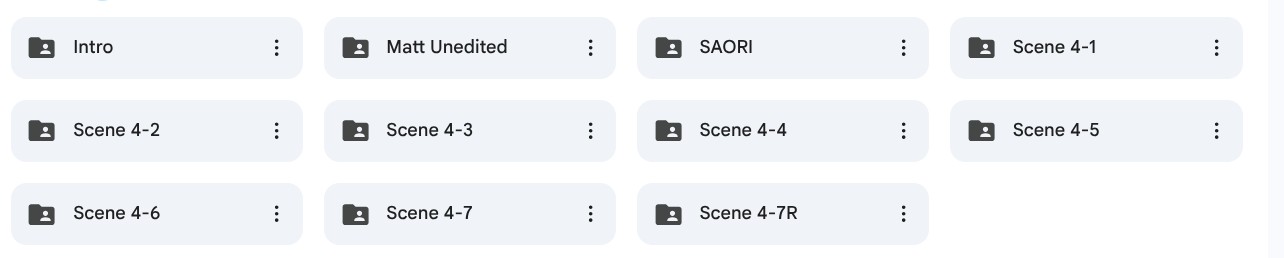 Intro
Matt Unedited
SAORI
Scene 4-1
Scene 4-2
Scene 4-3
Scene 4-4
Scene 4-5
Scene 4-6
Scene 4-7
Scene 4-7R